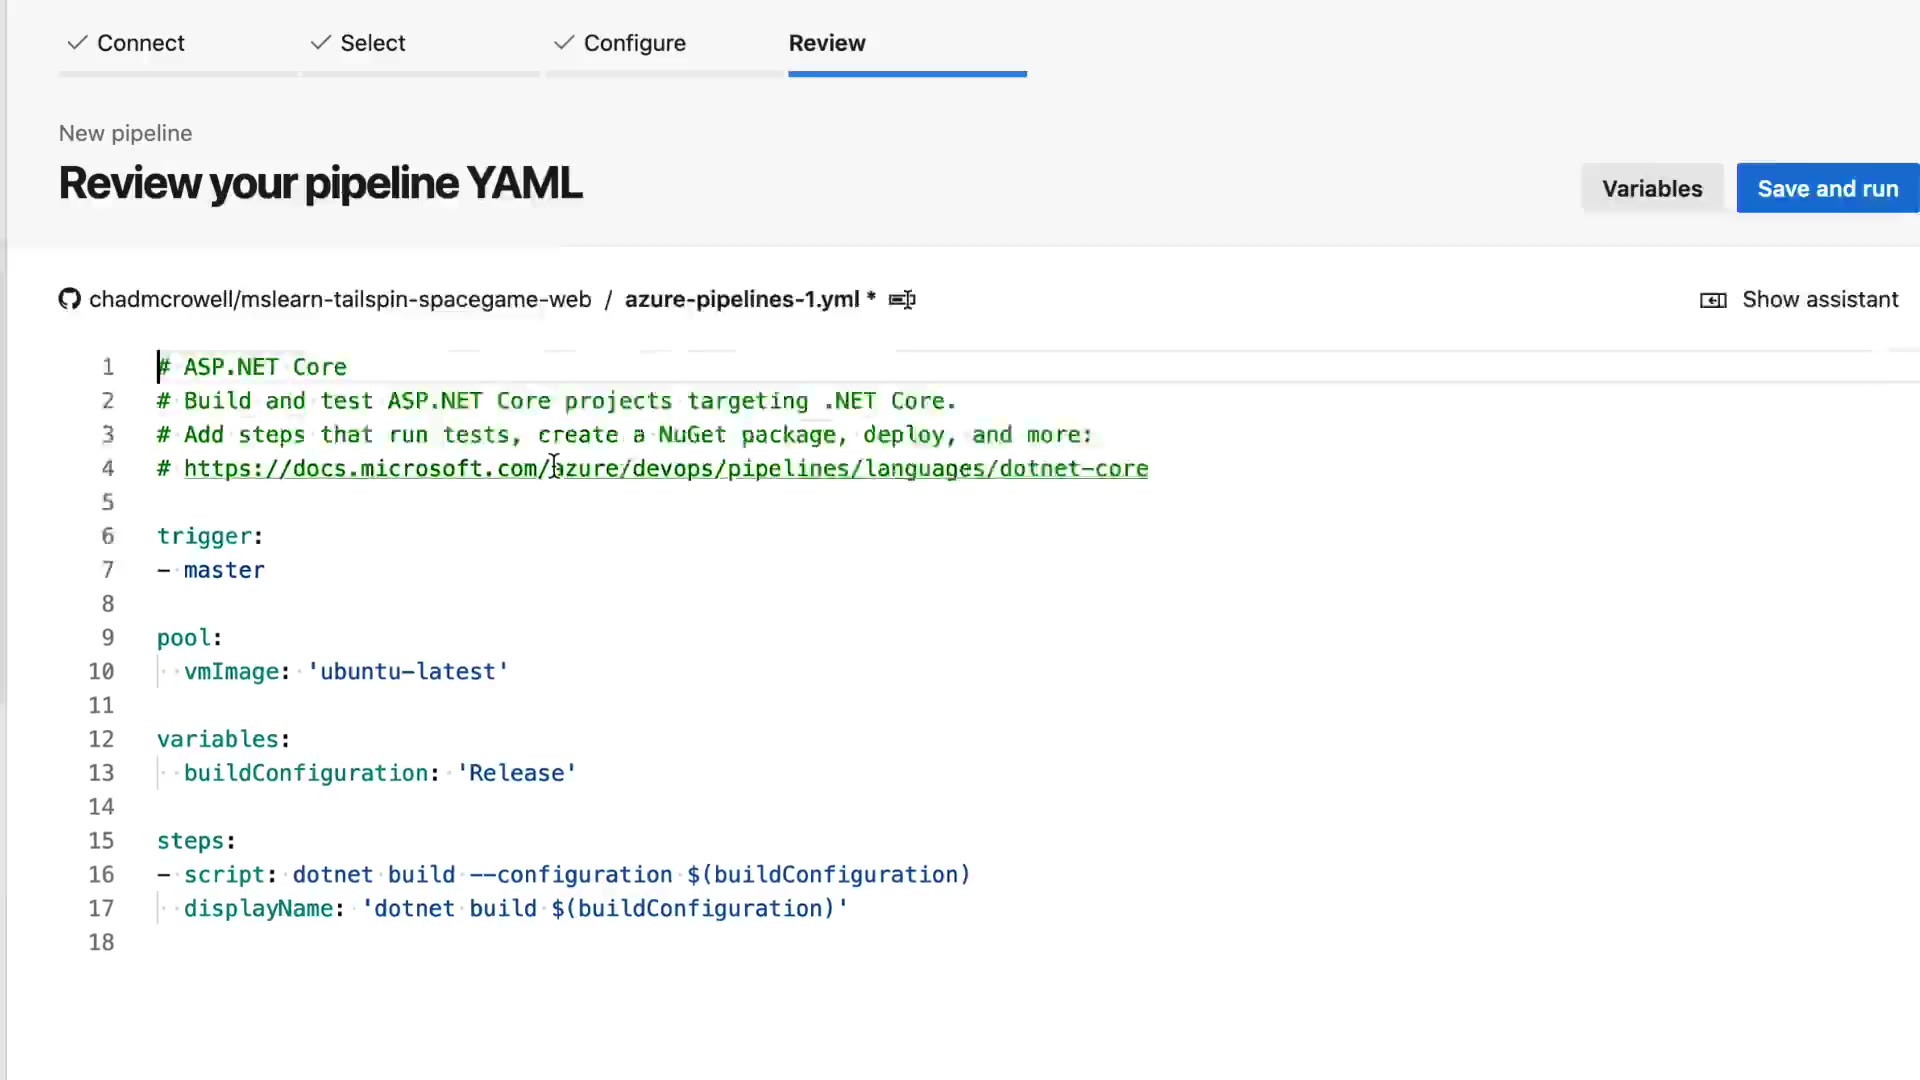 Connect Select Configure Review
New pipeline
Review your pipeline YAML
Variables Save and run
chadmcrowell/mslearn-tailspin-spacegame-web / azure-pipelines-1.yml * Show assistant
1 # ASP.NET Core
2 # Build and test ASP.NET Core projects targeting .NET Core.
3 # Add steps that run tests, create a NuGet package, deploy, and more:
4 # https://docs.microsoft.com/azure/devops/pipelines/languages/dotnet-core
5
6 trigger:
7 - master
8
9 pool:
10   vmImage: 'ubuntu-latest'
11
12 variables:
13   buildConfiguration: 'Release'
14
15 steps:
16 - script: dotnet build --configuration $(buildConfiguration)
17   displayName: 'dotnet build $(buildConfiguration)'
18